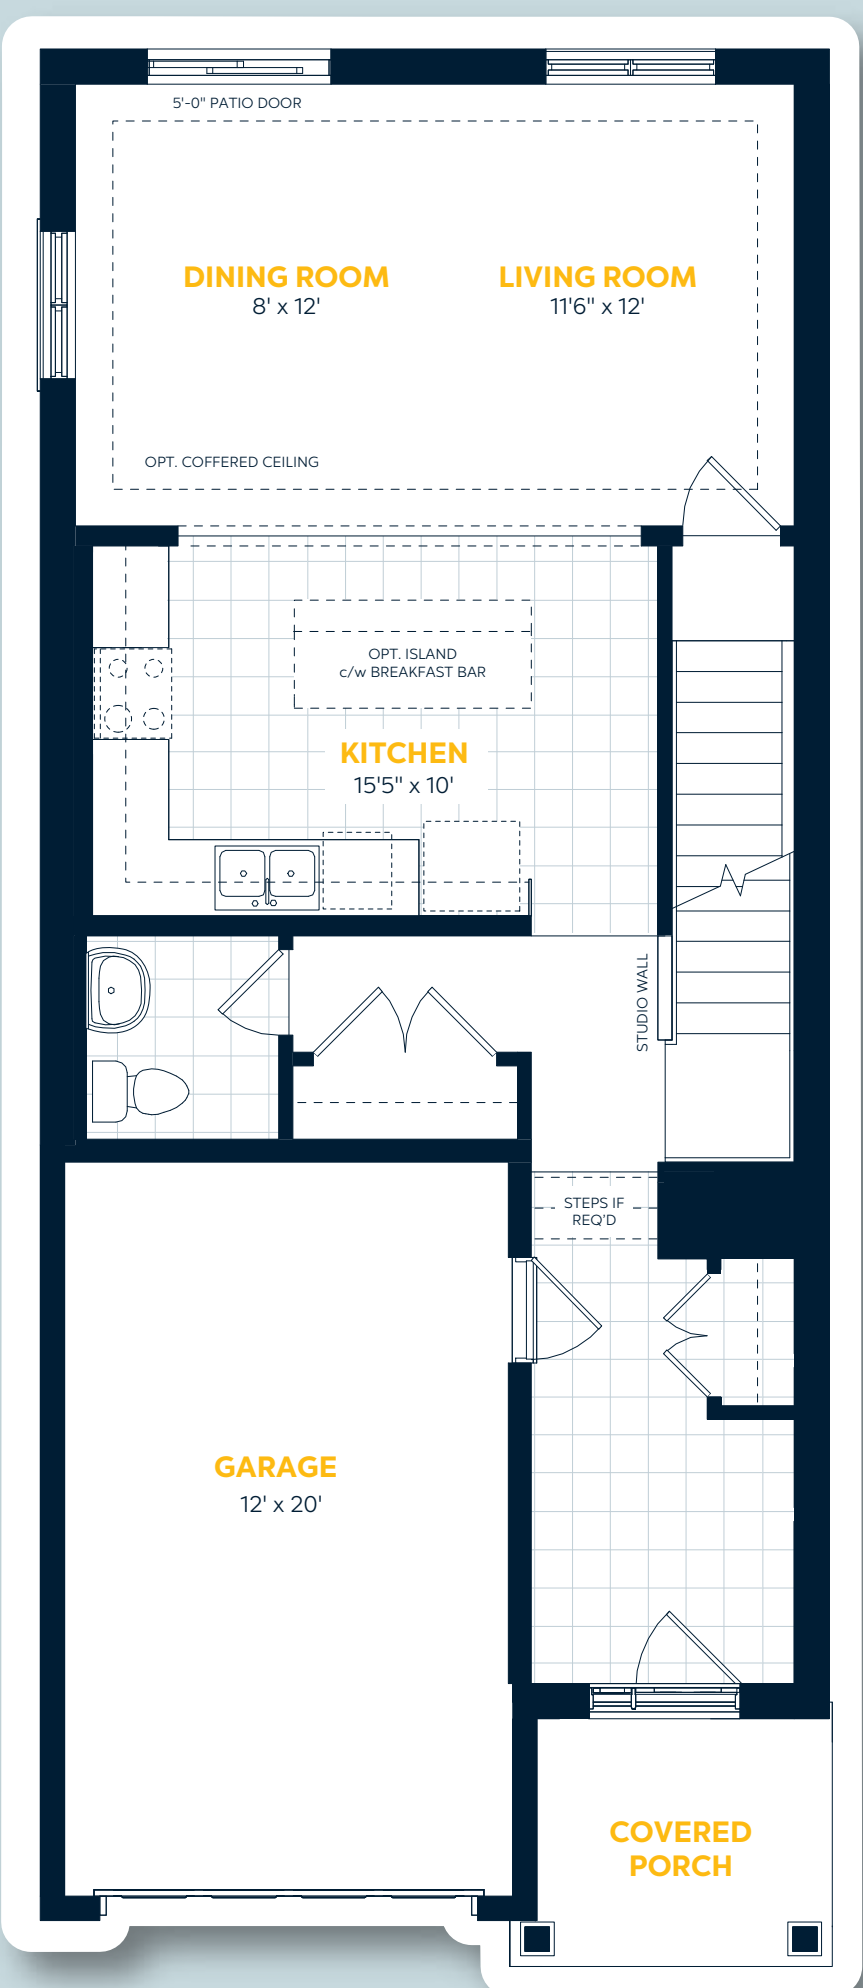 5'-0" PATIO DOOR
DINING ROOM
8' x 12'
LIVING ROOM
11'6" x 12'
OPT. COFFERED CEILING
OPT. ISLAND
c/w BREAKFAST BAR
KITCHEN
15'5" x 10'
STUDIO WALL
STEPS IF
REQ'D
GARAGE
12' x 20'
COVERED
PORCH